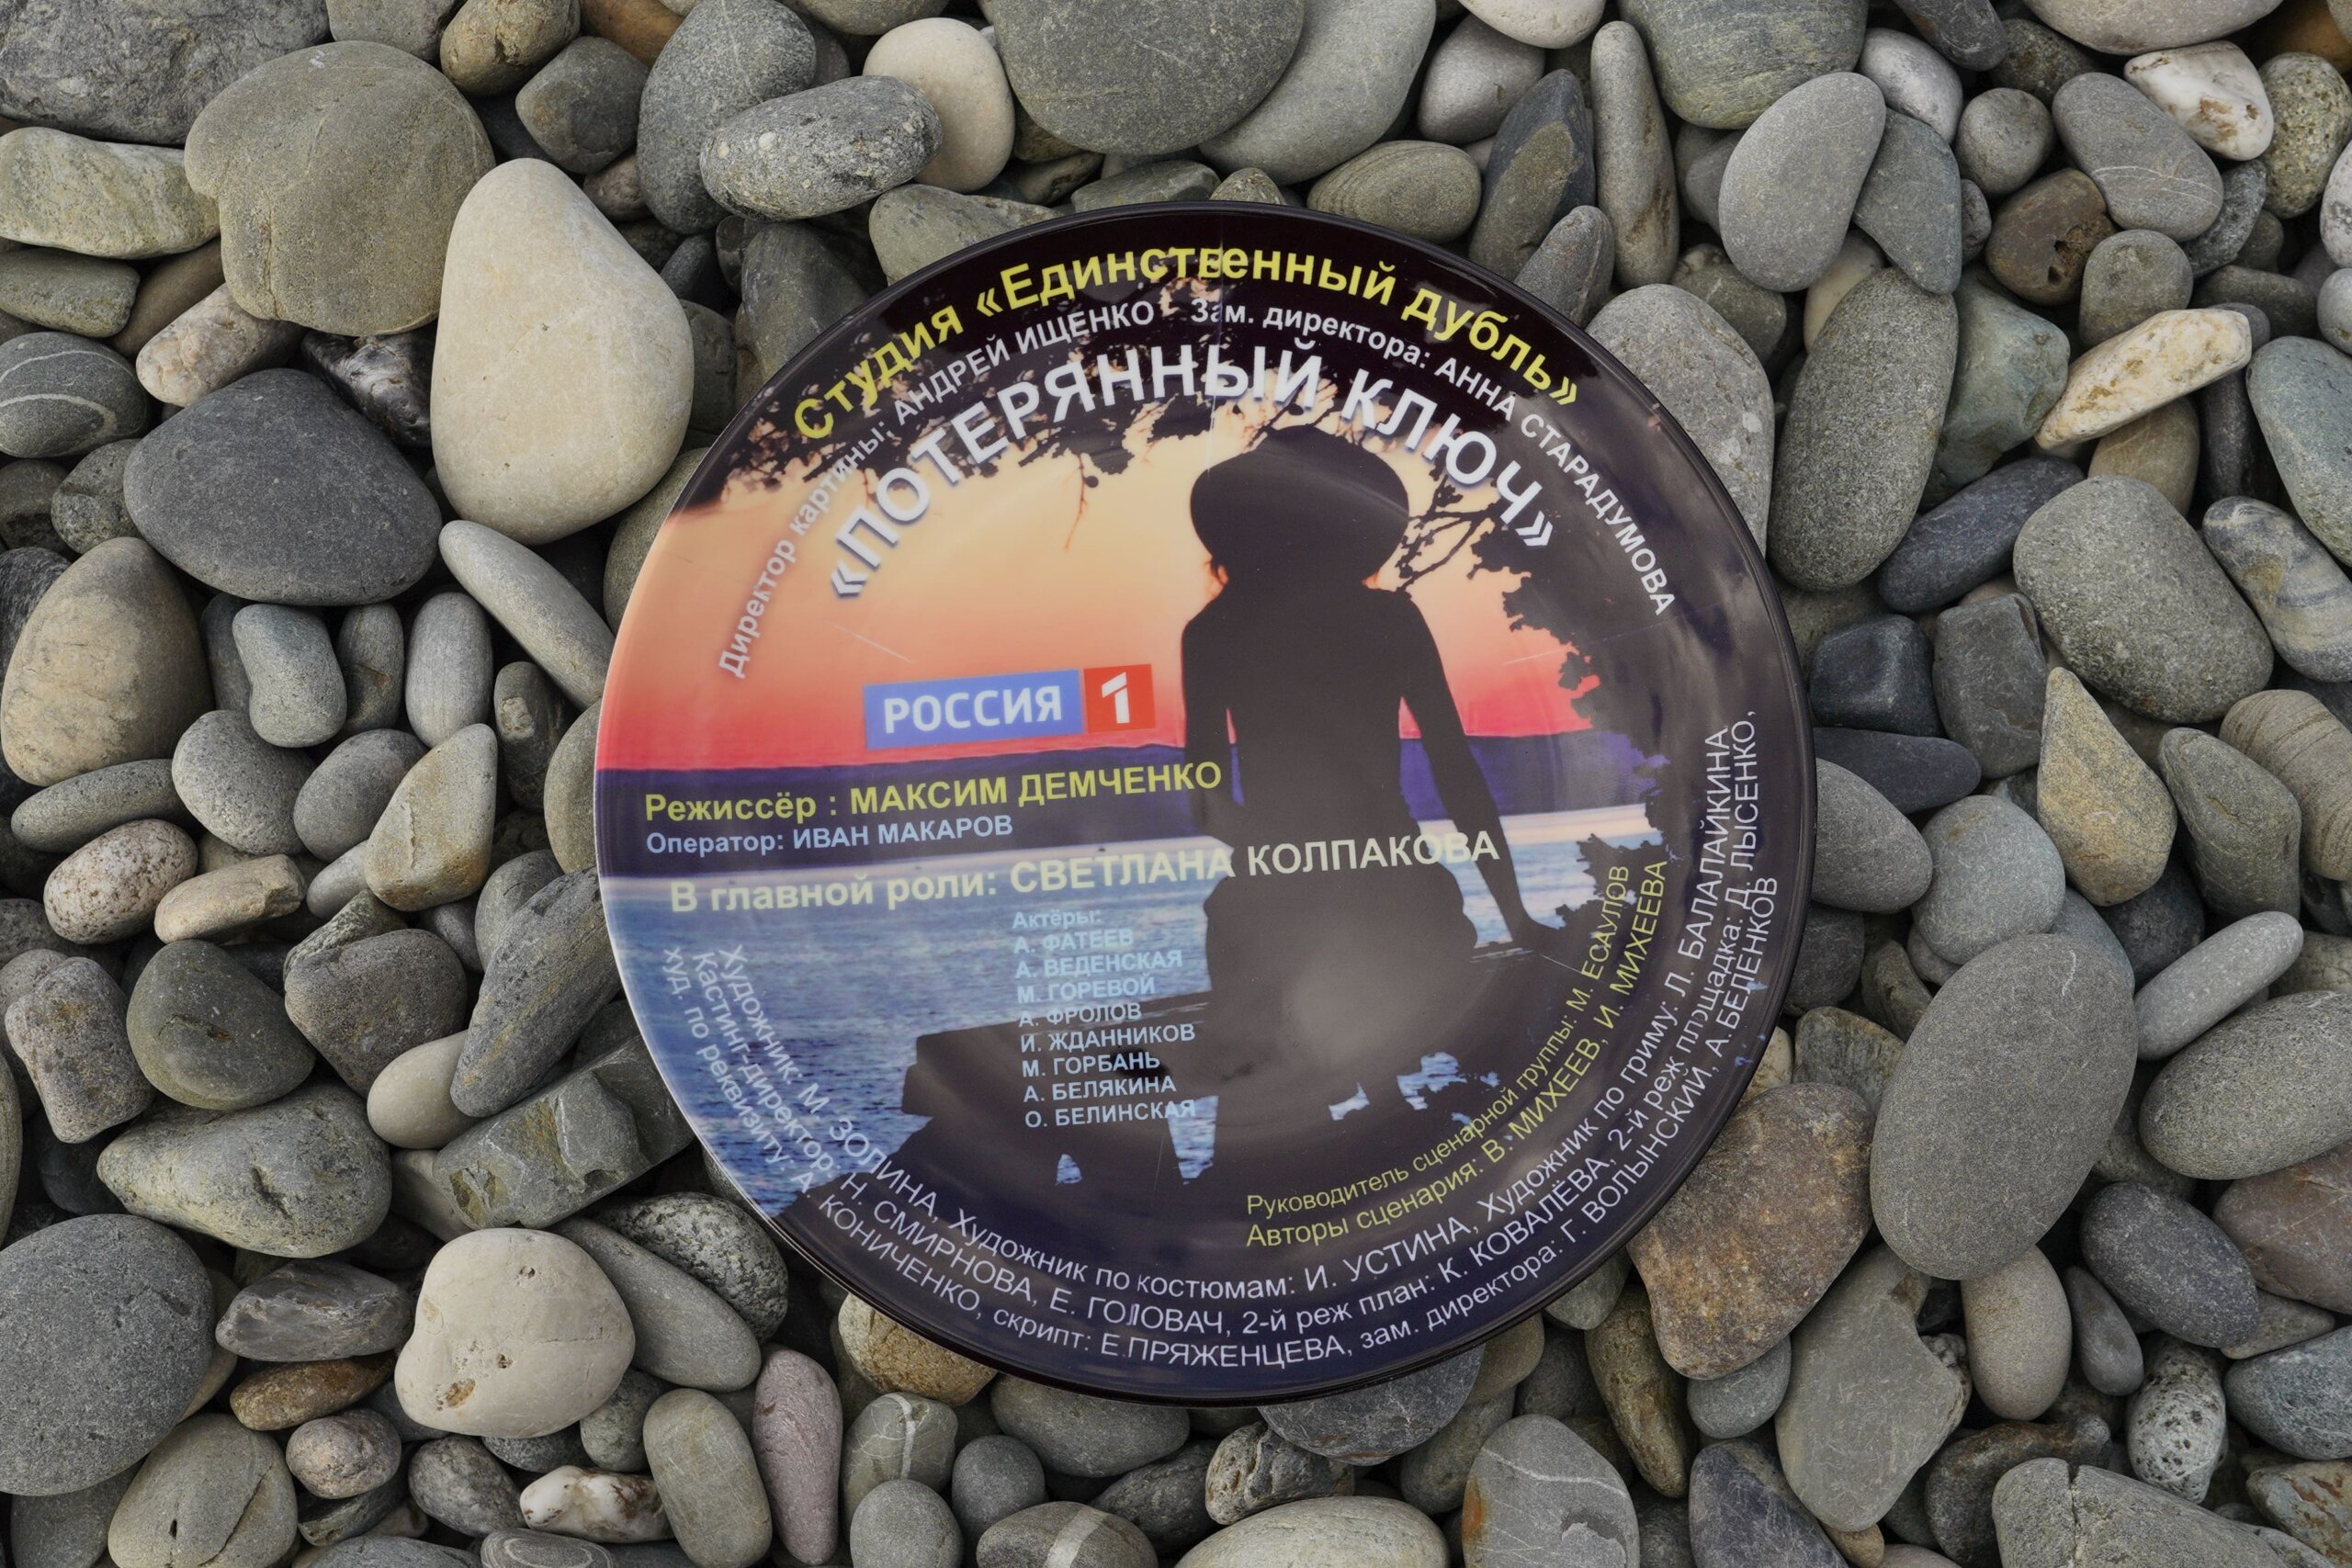 Студия «Единственный дубль»
Директор картины: АНДРЕЙ ИЩЕНКО Зам. директора: АННА СТАРАДУМОВА
«ПОТЕРЯННЫЙ КЛЮЧ»
РОССИЯ 1
Режиссёр : МАКСИМ ДЕМЧЕНКО
Оператор: ИВАН МАКАРОВ
В главной роли: СВЕТЛАНА КОЛПАКОВА
Актёры:
А. ФАТЕЕВ
А. ВЕДЕНСКАЯ
М. ГОРЕВОЙ
А. ФРОЛОВ
И. ЖДАННИКОВ
М. ГОРБАНЬ
А. БЕЛЯКИНА
О. БЕЛИНСКАЯ
Руководитель сценарной группы: М. ЕСАУЛОВ
Авторы сценария: В. МИХЕЕВ, И. МИХЕЕВА
Художник: М. ЗОПИНА, Художник по костюмам: И. УСТИНА, Художник по гриму: Л. БАЛАЛАЙКИНА,
Кастинг-директор: Н. СМИРНОВА, Е. ГОЛОВАЧ, 2-й реж план: К. КОВАЛЁВА. 2-й реж площадка: Д. ЛЫСЕНКО,
худ. по реквизиту: А. КОНИЧЕНКО, скрипт: Е.ПРЯЖЕНЦЕВА, зам. директора: Г. ВОЛЫНСКИЙ, А.БЕЛЕНКОВ